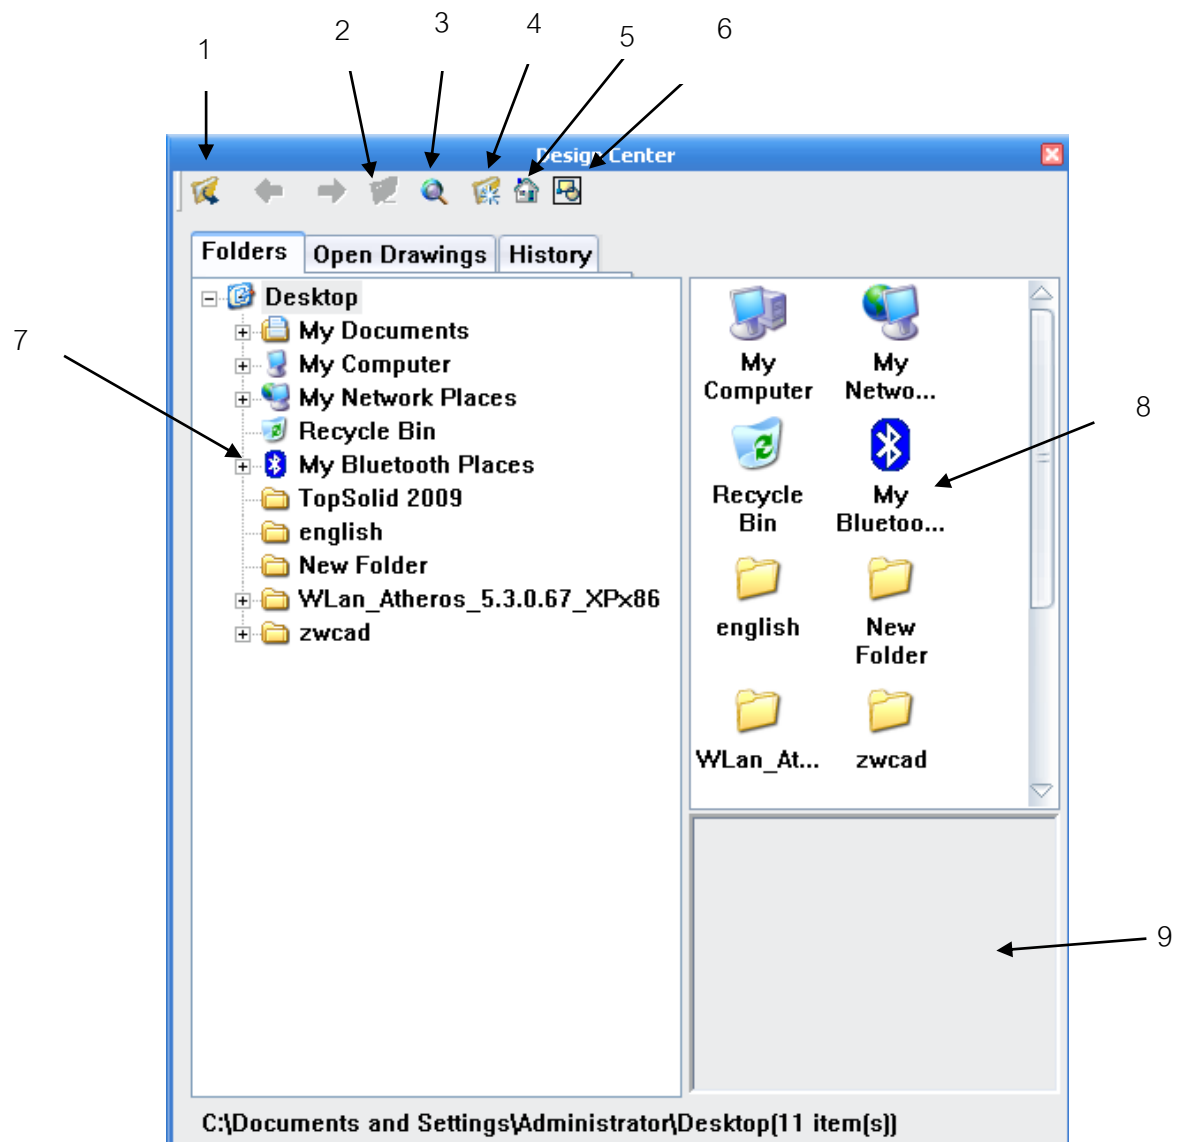 1
2
3
4
5
6
Design Center
Folders
Open Drawings
History
Desktop
My Documents
My Computer
My Network Places
Recycle Bin
My Bluetooth Places
TopSolid 2009
english
New Folder
WLan_Atheros_5.3.0.67_XPx86
zwcad
7
My
Computer
My
Netwo...
Recycle
Bin
My
Bluetoo...
english
New
Folder
WLan_At...
zwcad
8
9
C:\Documents and Settings\Administrator\Desktop(11 item(s))